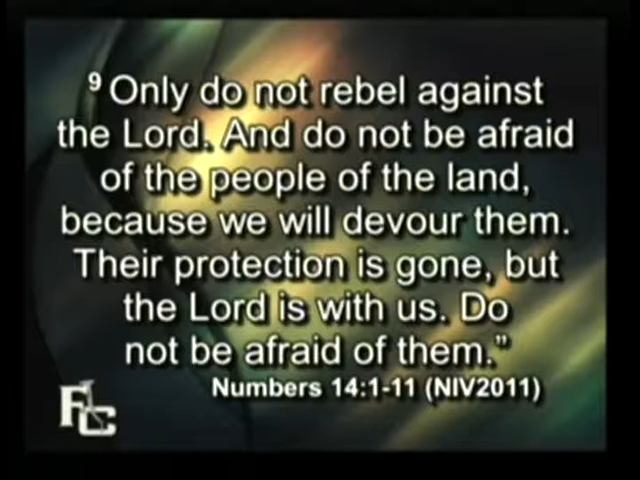 9 Only do not rebel against
the Lord. And do not be afraid
of the people of the land,
because we will devour them.
Their protection is gone, but
the Lord is with us. Do
not be afraid of them.”
Numbers 14:1-11 (NIV2011)
FLC